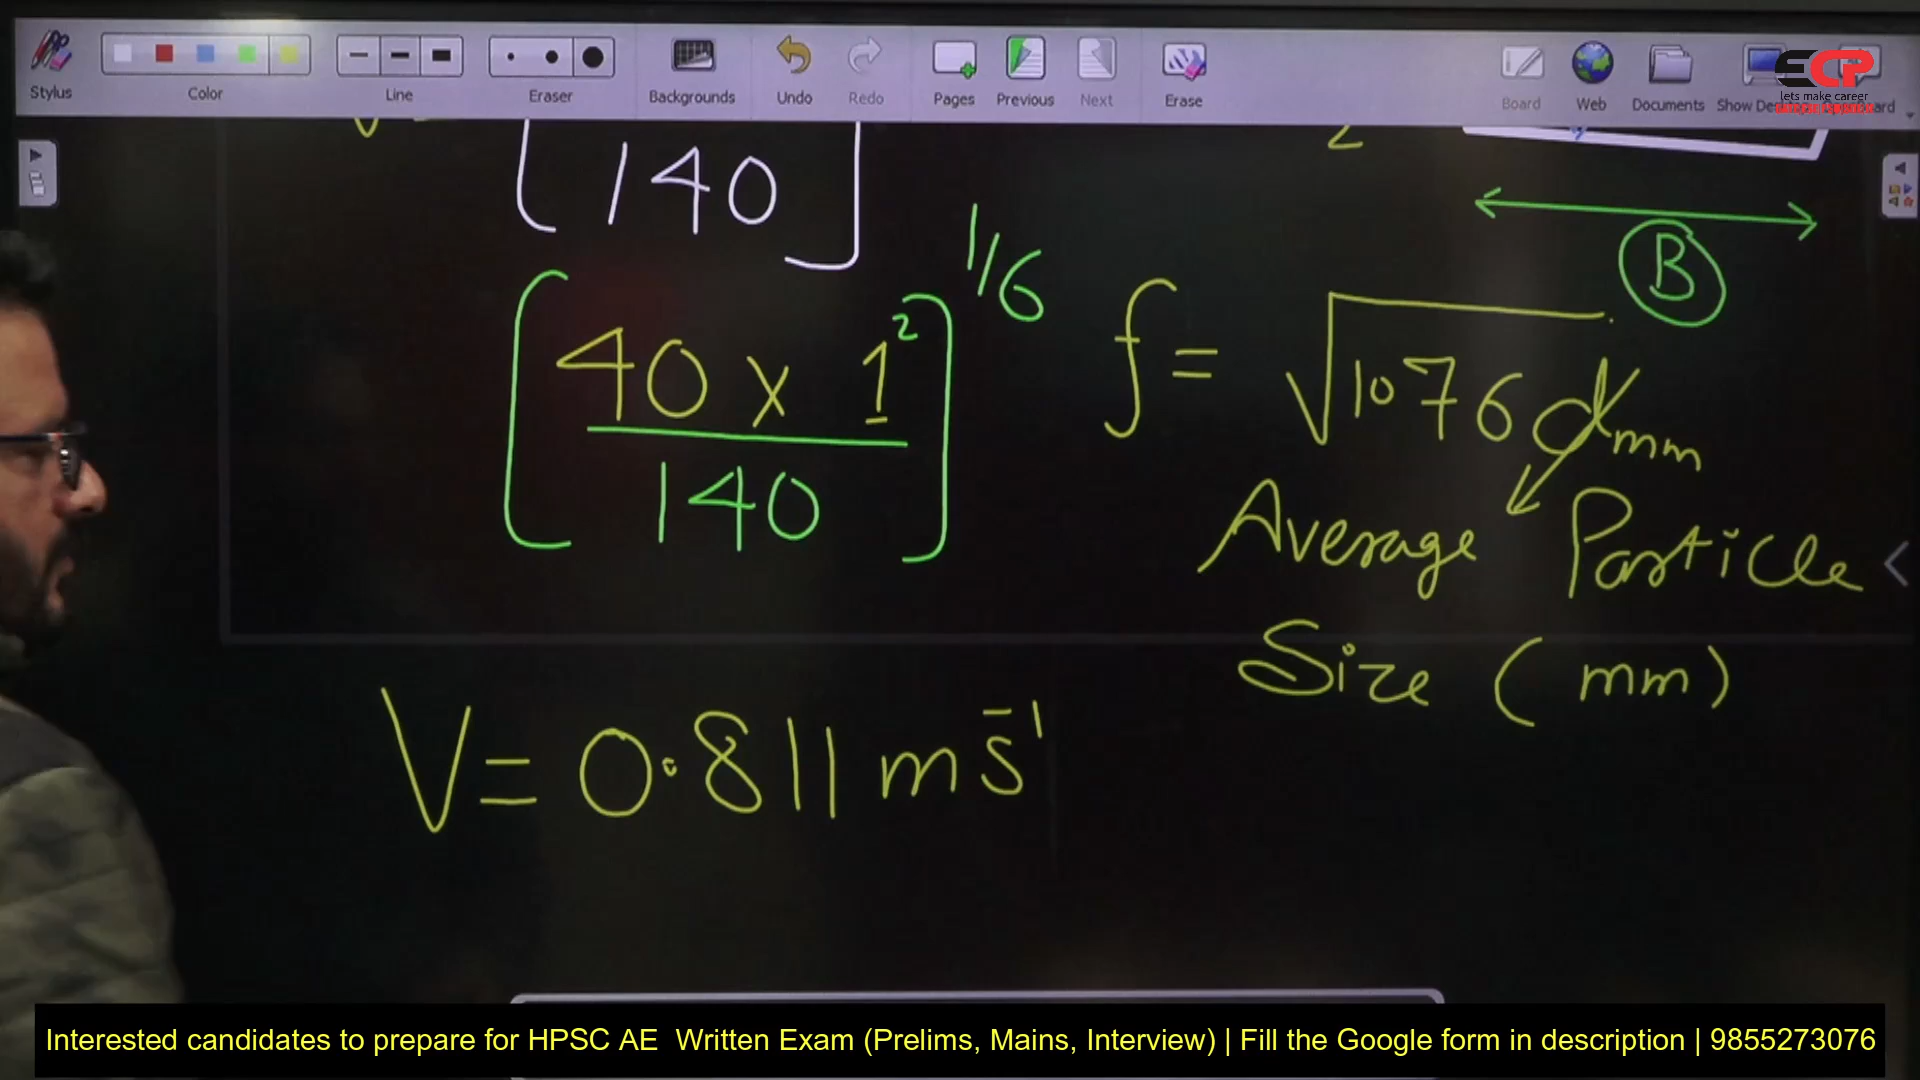 Stylus Color Line Eraser Backgrounds Undo Redo Pages Previous Next Erase Board Web Documents
ECP
lets make career
140
1/6
40 x 1²
140
V = 0.811 m s⁻¹
B
f = √1076 d mm
Average Particle
Size (mm)
Interested candidates to prepare for HPSC AE Written Exam (Prelims, Mains, Interview) | Fill the Google form in description | 9855273076